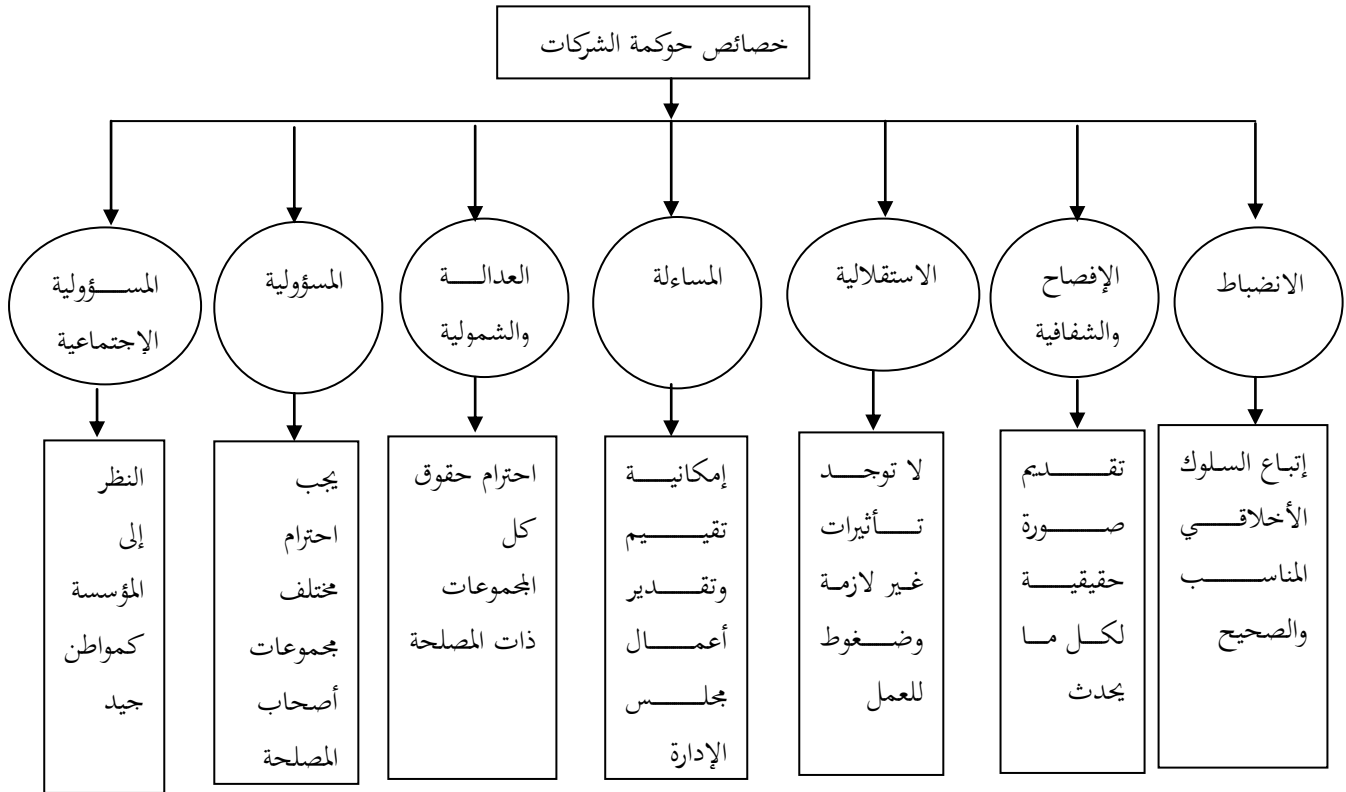 خصائص حوكمة الشركات
الانضباط
الإفصاح
والشفافية
الاستقلالية
المساءلة
العدالة
والشمولية
المسؤولية
المسؤولية
الإجتماعية
إتباع السلوك
الأخلاقي
المناسب
والصحيح
تقديم
صورة
حقيقية
لكل ما
يحدث
لا توجد
تأثيرات
غير لازمة
وضغوط
للعمل
إمكانية
تقييم
وتقدير
أعمال
مجلس
الإدارة
احترام حقوق
كل
المجموعات
ذات المصلحة
يجب
احترام
مختلف
مجموعات
أصحاب
المصلحة
النظر
إلى
المؤسسة
كمواطن
جيد